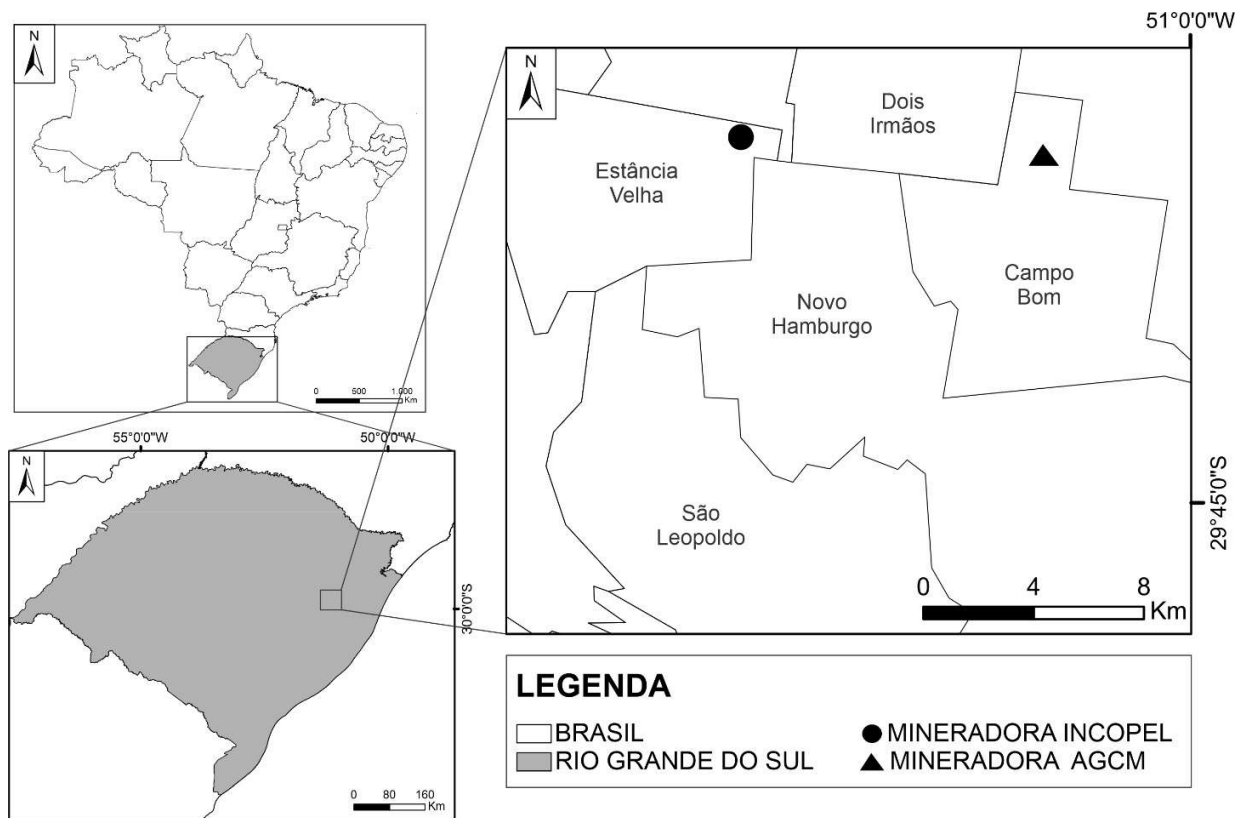 N
0 500 1.000
Km
55°0'0"W
50°0'0"W
N
30°0'0"S
0 80 160
Km
51°0'0"W
N
Dois
Irmãos
Estância
Velha
Campo
Bom
Novo
Hamburgo
São
Leopoldo
29°45'0"S
0 4 8
Km
LEGENDA
BRASIL
RIO GRANDE DO SUL
MINERADORA INCOPEL
MINERADORA AGCM